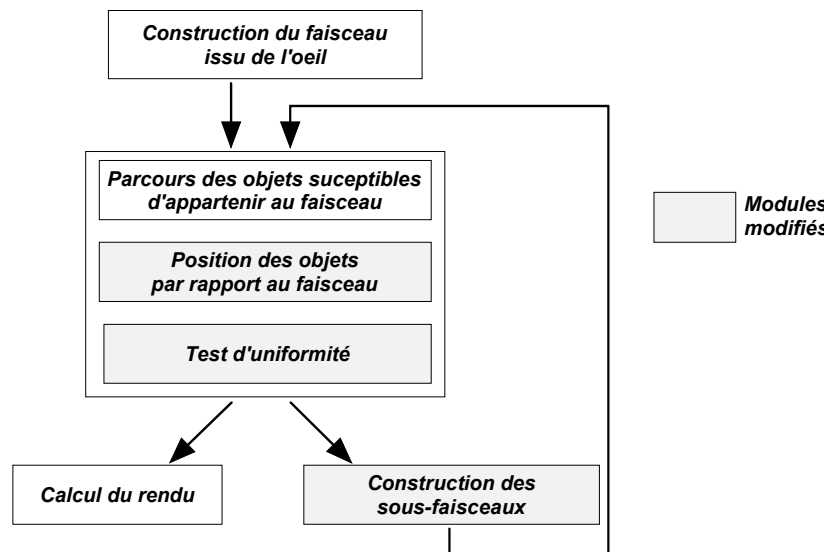 Construction du faisceau
issu de l'oeil
Parcours des objets suceptibles
d'appartenir au faisceau
Modules
modifiés
Position des objets
par rapport au faisceau
Test d'uniformité
Calcul du rendu
Construction des
sous-faisceaux